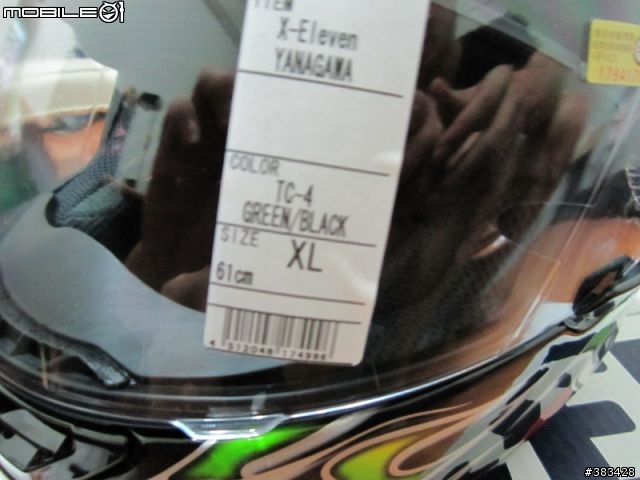 MOBILE01
ITEM
X-Eleven
YANAGAWA
COLOR
TC-4
GREEN/BLACK
SIZE
XL
61cm
#383428